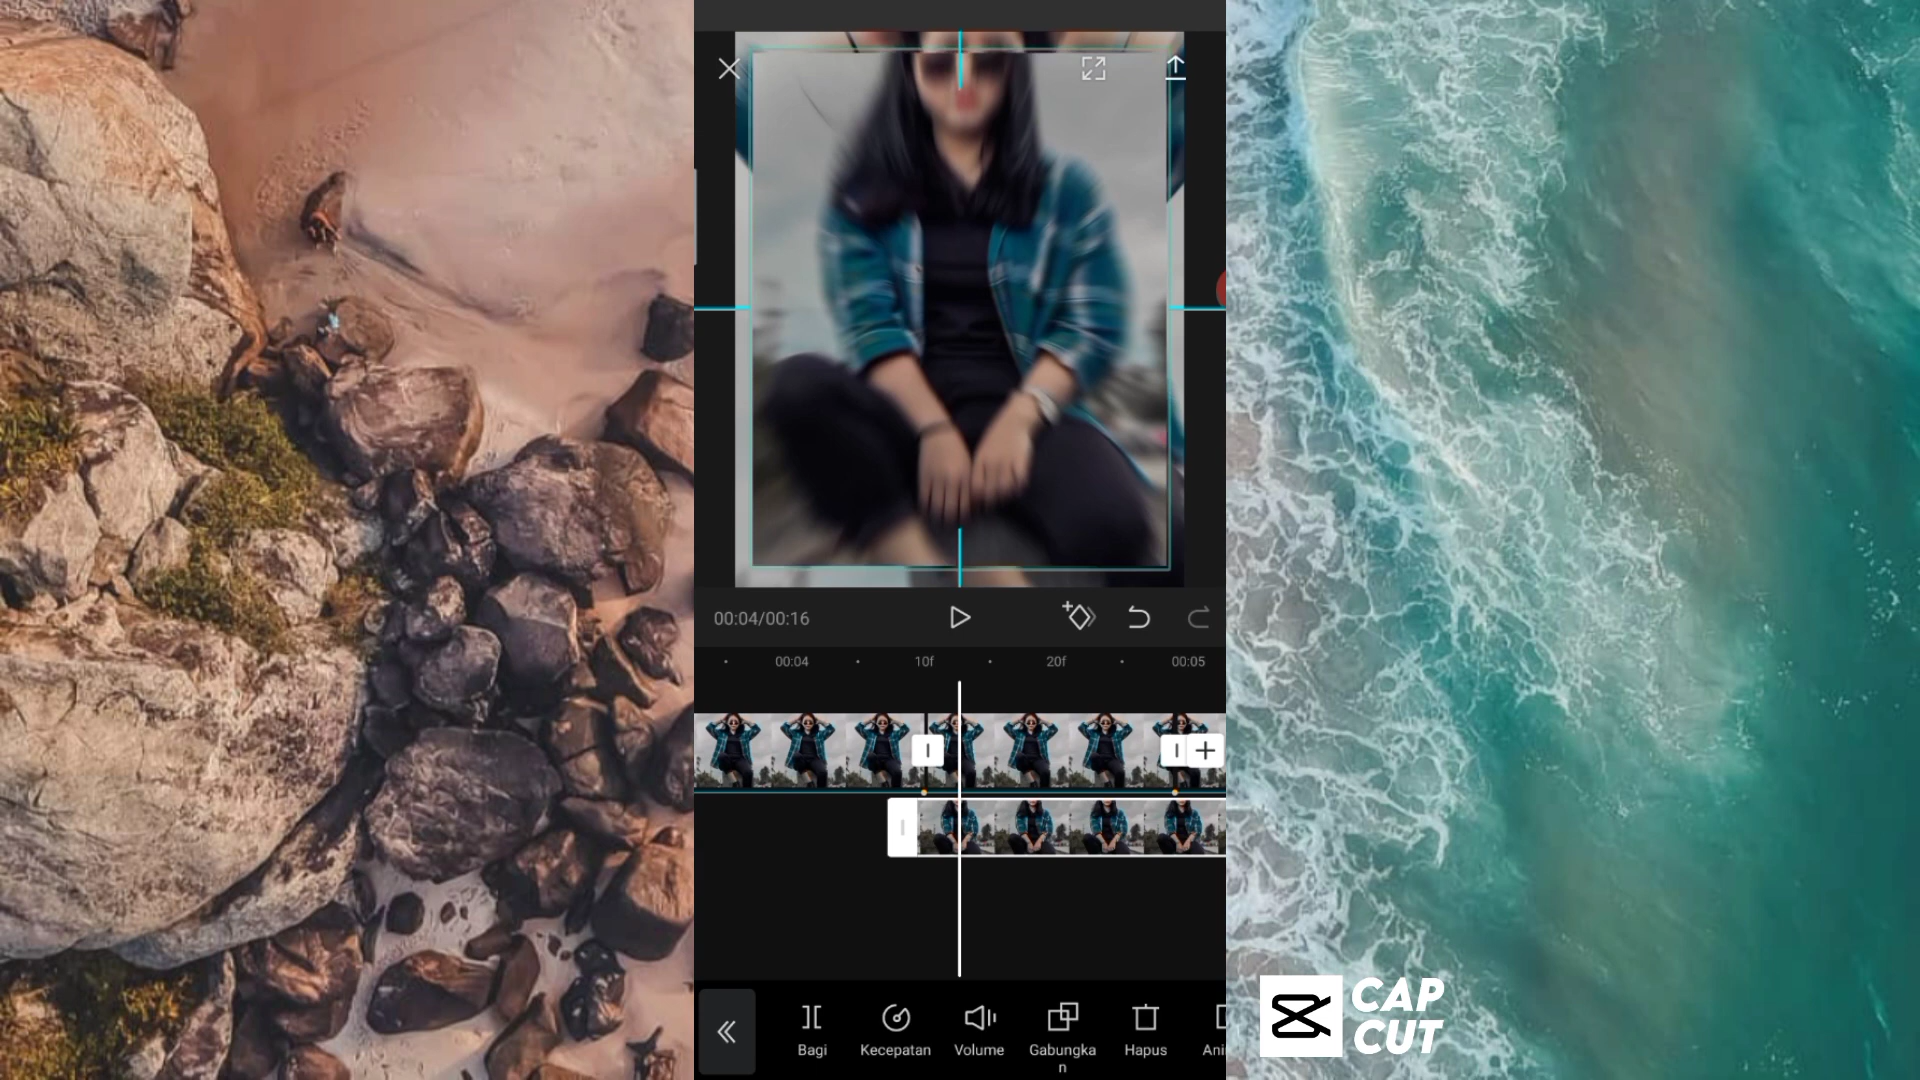 00:04/00:16
00:04
10f
20f
00:05
Bagi
Kecepatan
Volume
Gabungka
n
Hapus
Ani
CAP
CUT